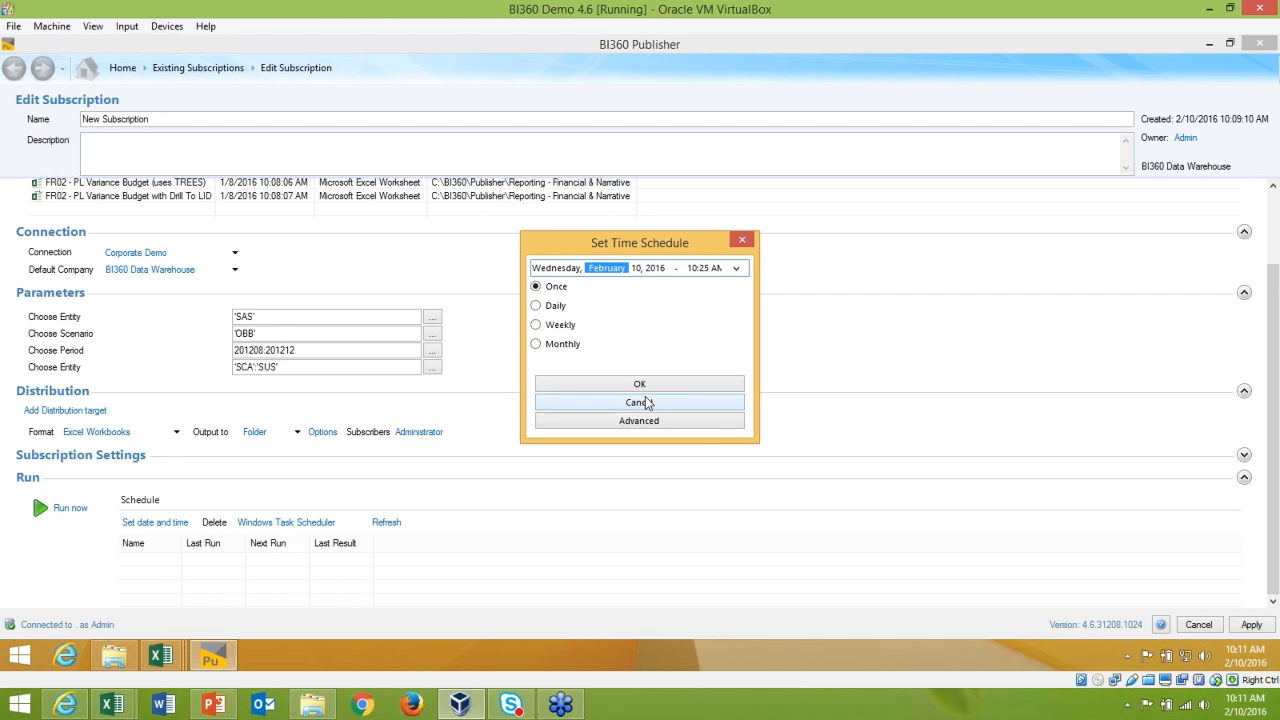 BI360 Demo 4.6 [Running] - Oracle VM VirtualBox
File Machine View Input Devices Help
Pu BI360 Publisher
Home Existing Subscriptions Edit Subscription
Edit Subscription
Name New Subscription Created: 2/10/2016 10:09:10 AM
Description Owner: Admin
BI360 Data Warehouse
FR02 - PL Variance Budget (uses TREES) 1/8/2016 10:08:06 AM Microsoft Excel Worksheet C:\BI360\Publisher\Reporting - Financial & Narrative
FR02 - PL Variance Budget with Drill To LID 1/8/2016 10:08:07 AM Microsoft Excel Worksheet C:\BI360\Publisher\Reporting - Financial & Narrative
Connection
Connection Corporate Demo
Default Company BI360 Data Warehouse
Parameters
Choose Entity 'SAS' ...
Choose Scenario 'OBB' ...
Choose Period 201208:201212 ...
Choose Entity 'SCA':'SUS' ...
Set Time Schedule
Wednesday, February 10, 2016 - 10:25 AM
Once
Daily
Weekly
Monthly
OK
Cancel
Advanced
Distribution
Add Distribution target
Format Excel Workbooks Output to Folder Options Subscribers Administrator
Subscription Settings
Run
Run now Schedule
Set date and time Delete Windows Task Scheduler Refresh
Name Last Run Next Run Last Result
Connected to . as Admin Version: 4.6.31208.1024 Cancel Apply
Pu 10:11 AM
2/10/2016
Right Ctrl
10:11 AM
2/10/2016